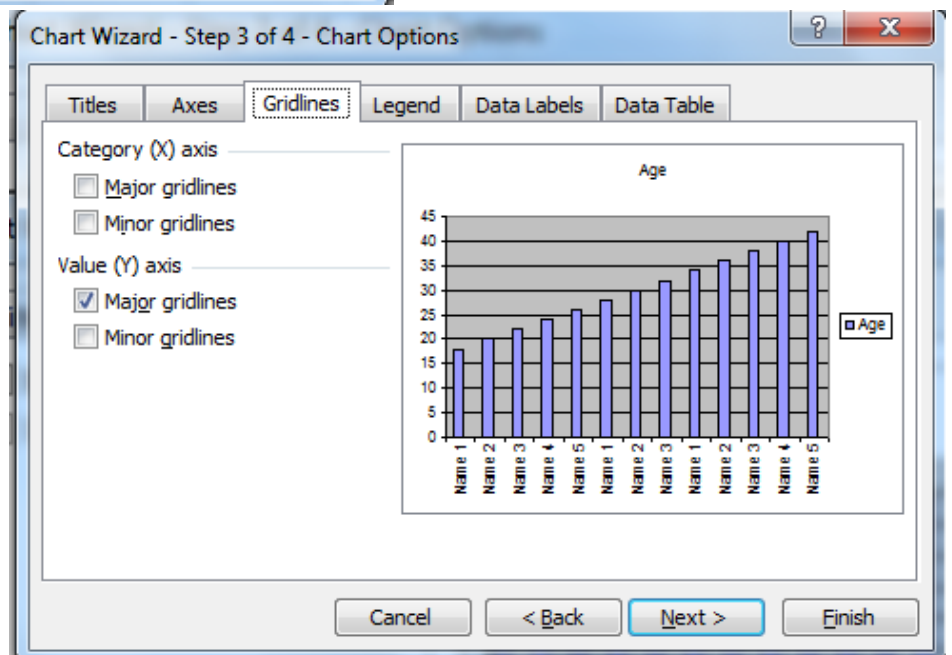 Chart Wizard - Step 3 of 4 - Chart Options
?
X
Titles Axes Gridlines Legend Data Labels Data Table
Category (X) axis
Major gridlines
Minor gridlines
Value (Y) axis
Major gridlines
Minor gridlines
Age
45
40
35
30
25
20
15
10
5
0
Name 1
Name 2
Name 3
Name 4
Name 5
Name 1
Name 2
Name 3
Name 1
Name 2
Name 3
Name 4
Name 5
Age
Cancel < Back Next > Finish